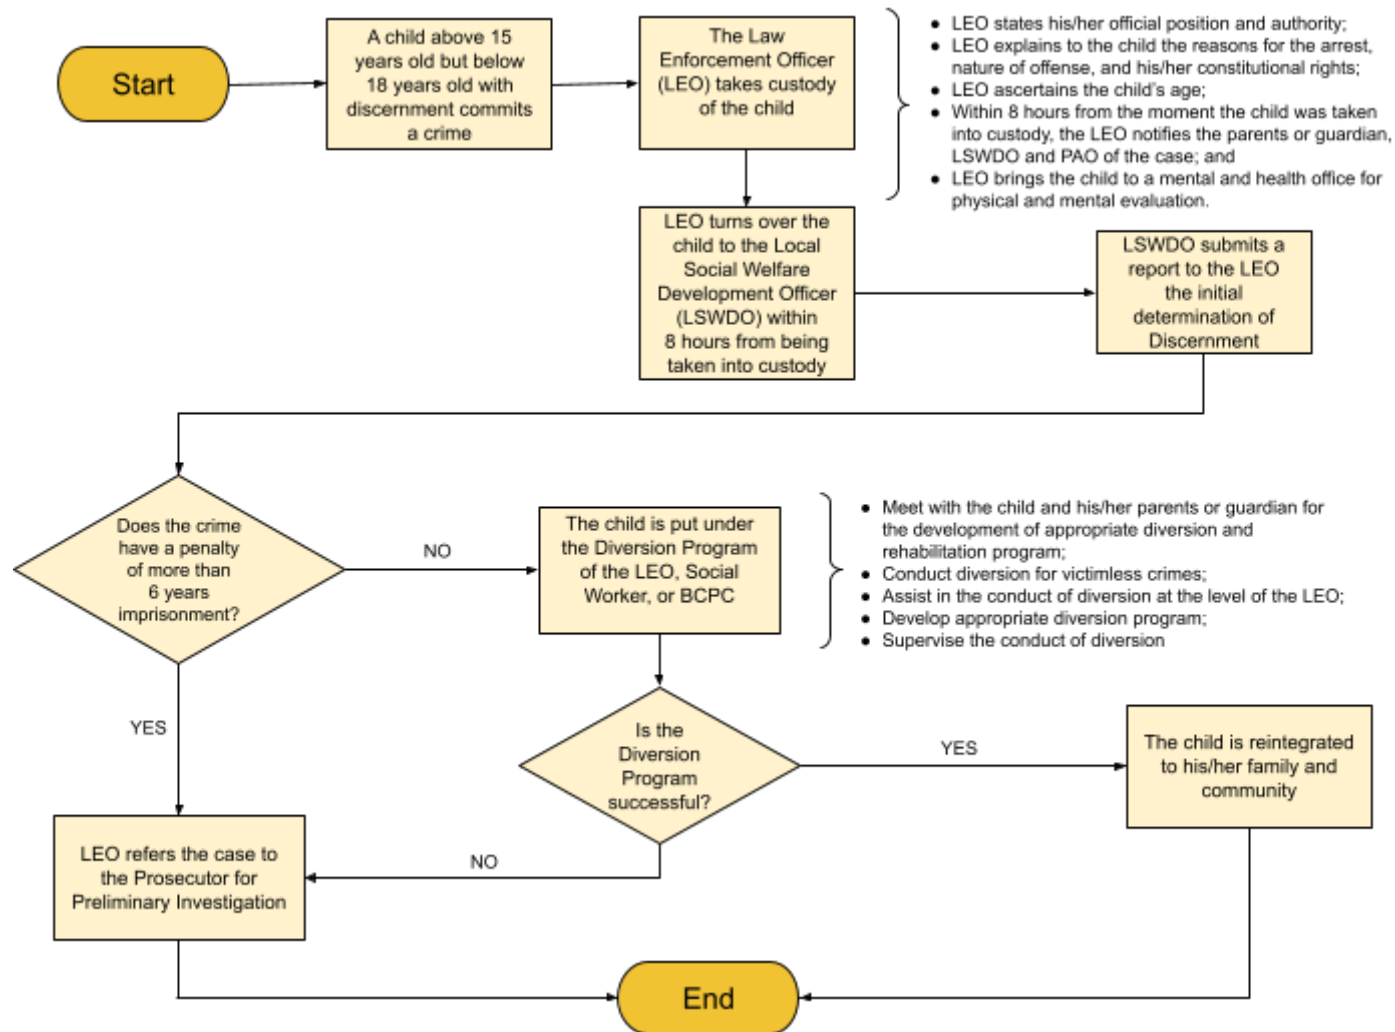 Start
A child above 15
years old but below
18 years old with
discernment commits
a crime
The Law
Enforcement Officer
(LEO) takes custody
of the child
● LEO states his/her official position and authority;
● LEO explains to the child the reasons for the arrest,
nature of offense, and his/her constitutional rights;
● LEO ascertains the child's age;
● Within 8 hours from the moment the child was taken
into custody, the LEO notifies the parents or guardian,
LSWDO and PAO of the case; and
● LEO brings the child to a mental and health office for
physical and mental evaluation.
LEO turns over the
child to the Local
Social Welfare
Development Officer
(LSWDO) within
8 hours from being
taken into custody
LSWDO submits a
report to the LEO
the initial
determination of
Discernment
Does the crime
have a penalty
of more than
6 years
imprisonment?
NO
The child is put under
the Diversion Program
of the LEO, Social
Worker, or BCPC
● Meet with the child and his/her parents or guardian for
the development of appropriate diversion and
rehabilitation program;
● Conduct diversion for victimless crimes;
● Assist in the conduct of diversion at the level of the LEO;
● Develop appropriate diversion program;
● Supervise the conduct of diversion
YES
Is the
Diversion
Program
successful?
YES
The child is reintegrated
to his/her family and
community
NO
LEO refers the case to
the Prosecutor for
Preliminary Investigation
End